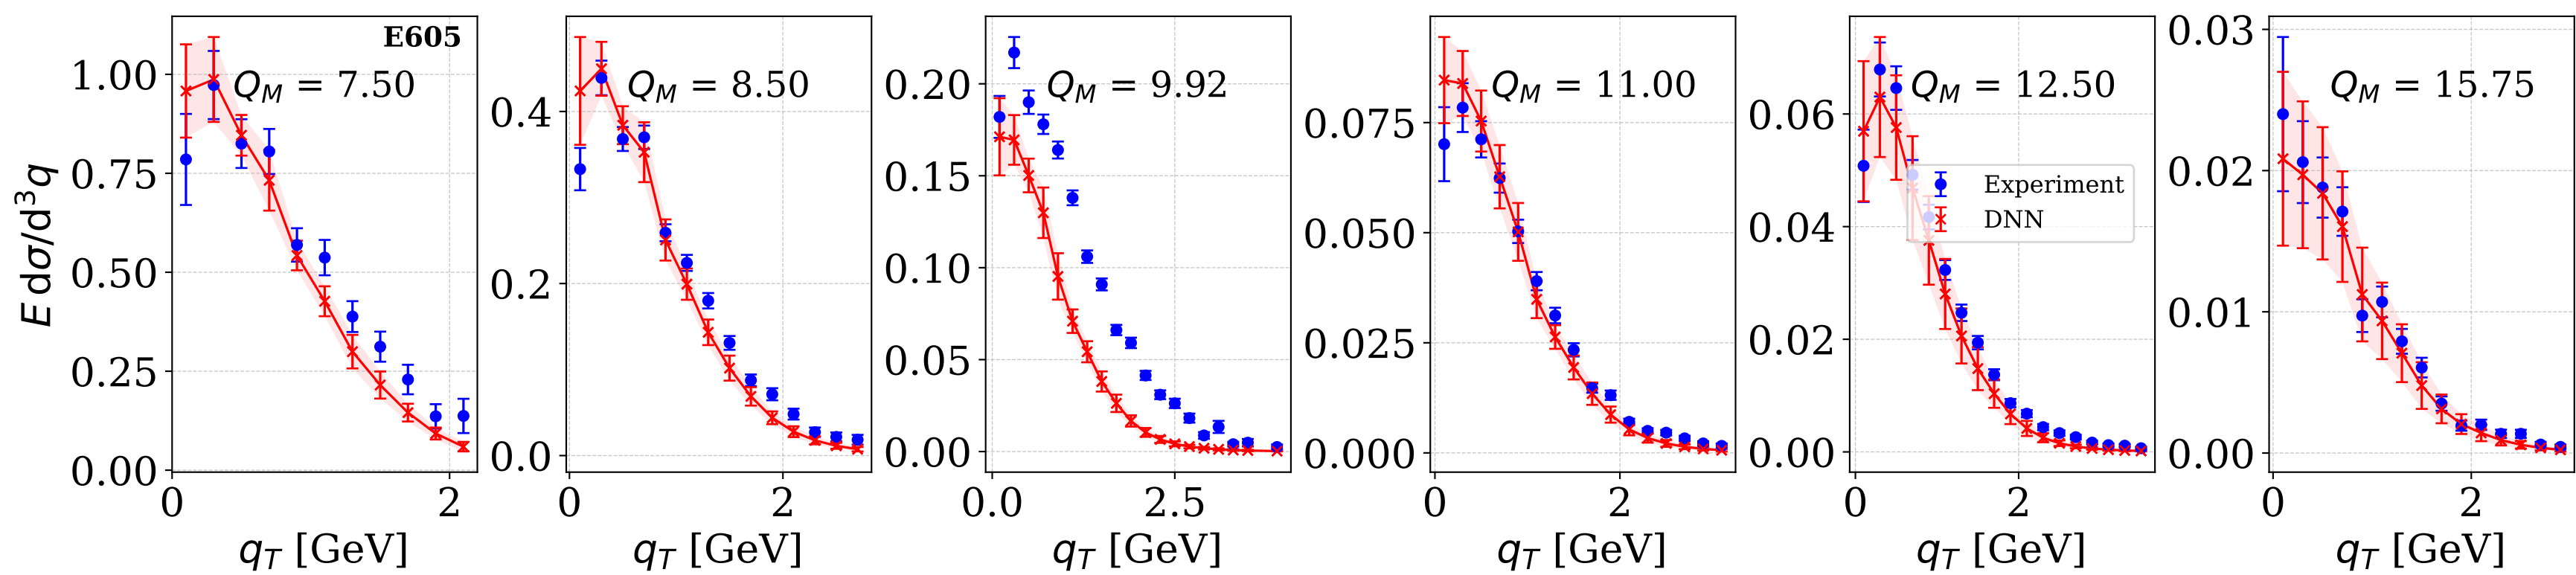 E dσ/d³q
E605
Q_M = 7.50
1.00
0.75
0.50
0.25
0.00
0
2
q_T [GeV]
Q_M = 8.50
0.4
0.2
0.0
0
2
q_T [GeV]
Q_M = 9.92
0.20
0.15
0.10
0.05
0.00
0.0
2.5
q_T [GeV]
Q_M = 11.00
0.075
0.050
0.025
0.000
0
2
q_T [GeV]
Q_M = 12.50
0.06
0.04
0.02
0.00
Experiment
DNN
0
2
q_T [GeV]
Q_M = 15.75
0.03
0.02
0.01
0.00
0
2
q_T [GeV]